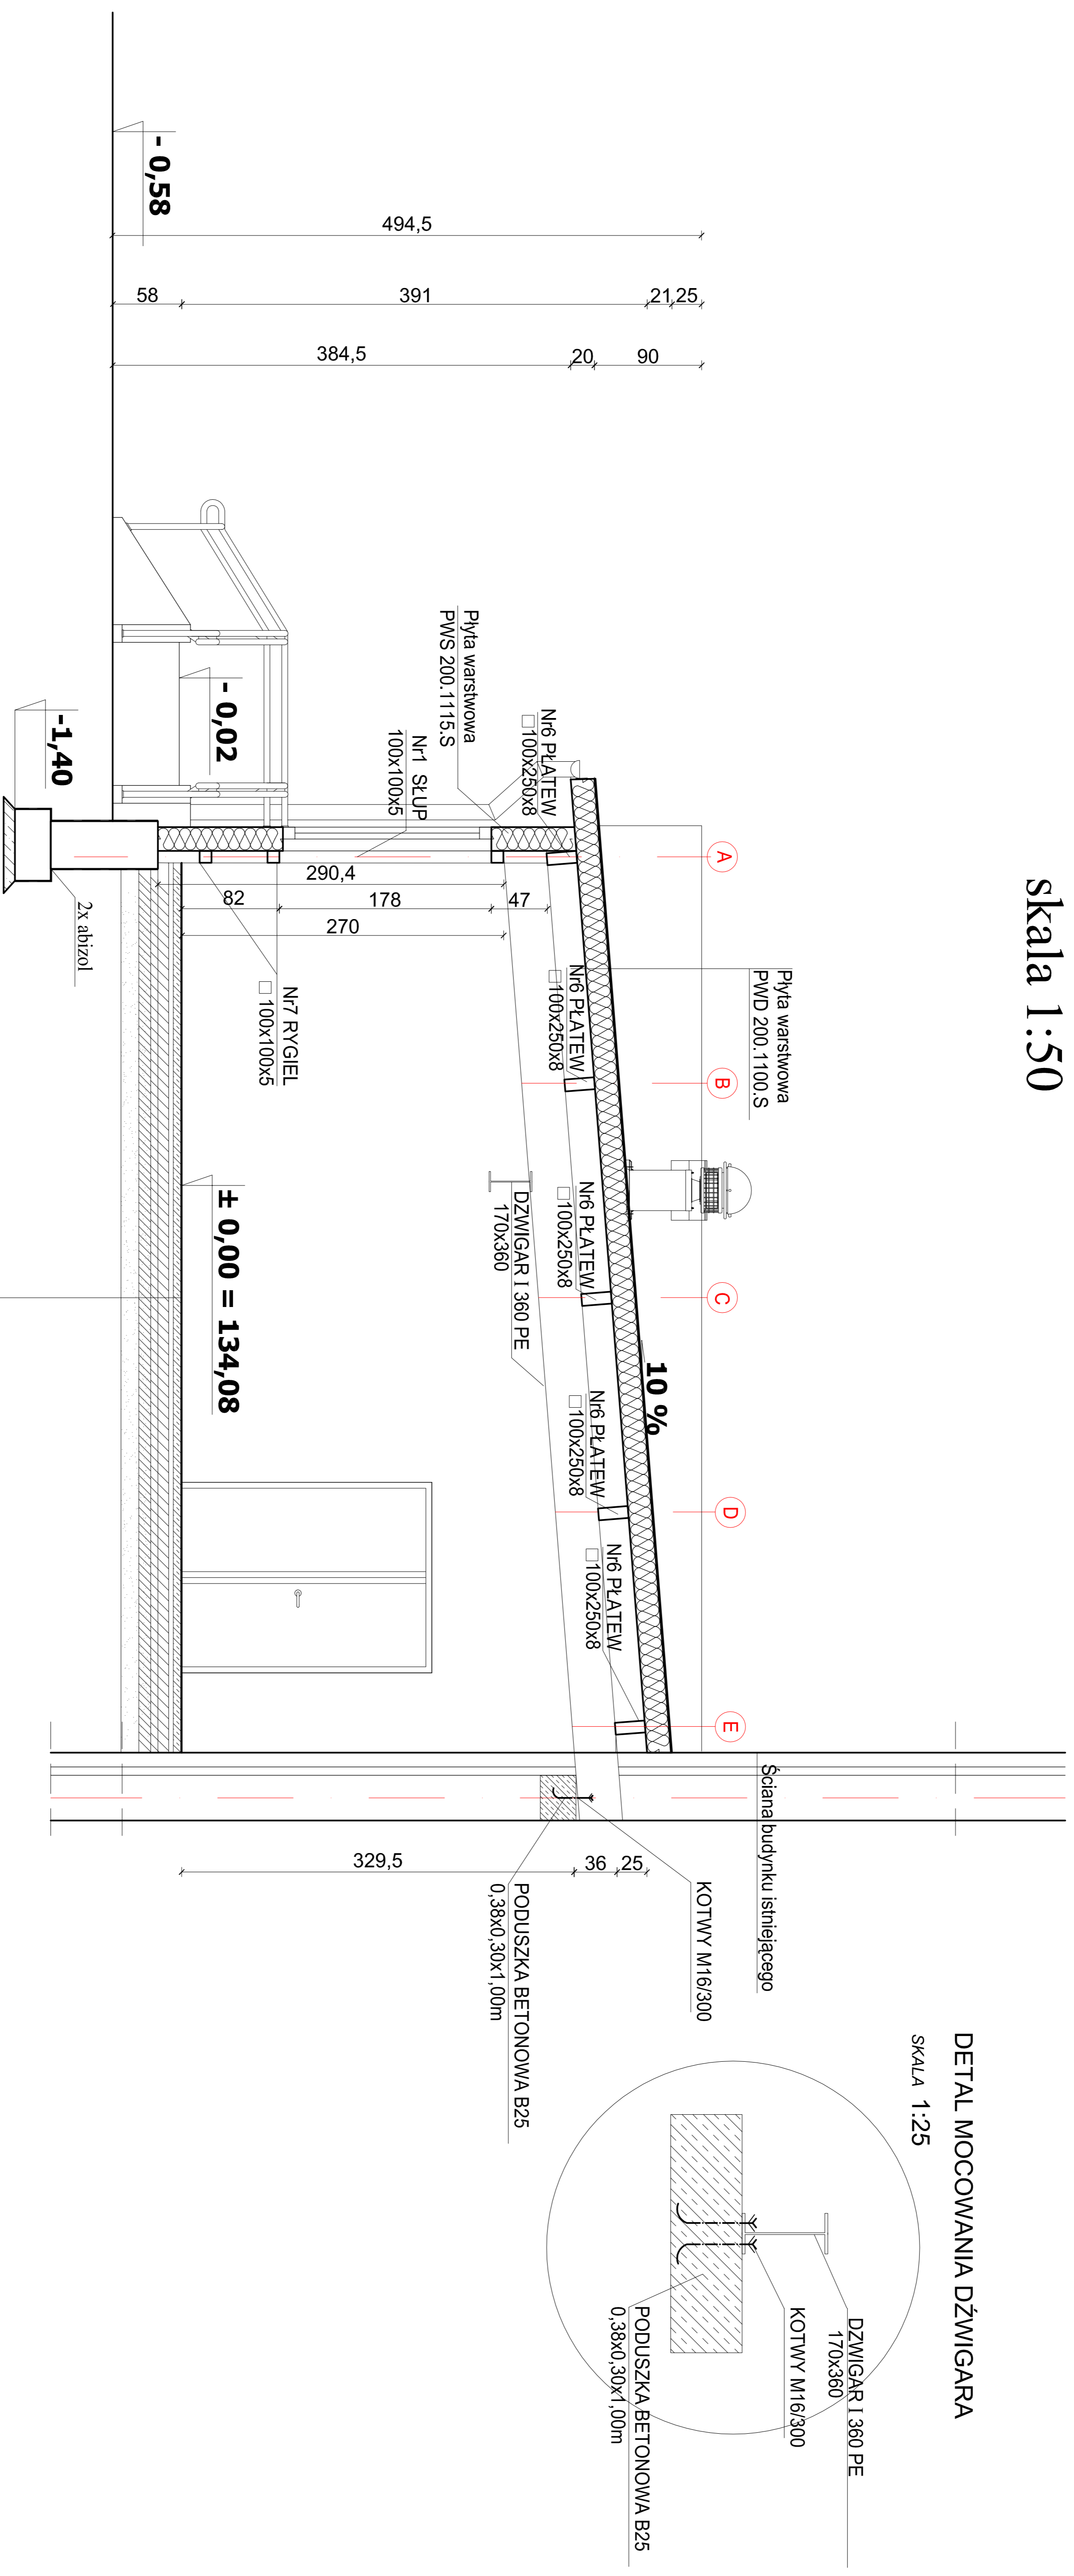 skala 1:50
- 0,58
494,5
58
391
21
25
384,5
20
90
- 0,02
-1,40
2x abizol
Płyta warstwowa
PWS 200.1115.S
Nr1 SŁUP
100x100x5
Nr6 PŁATEW
□100x250x8
A
290,4
82
178
47
270
Nr7 RYGIEL
□ 100x100x5
Płyta warstwowa
PWD 200.1100.S
Nr6 PŁATEW
□100x250x8
B
DZWIGAR I 360 PE
170x360
± 0,00 = 134,08
Nr6 PŁATEW
□100x250x8
C
10 %
Nr6 PŁATEW
□100x250x8
D
Nr6 PŁATEW
□100x250x8
E
Ściana budynku istniejącego
329,5
36
25
KOTWY M16/300
PODUSZKA BETONOWA B25
0,38x0,30x1,00m
DETAL MOCOWANIA DŹWIGARA
SKALA 1:25
DZWIGAR I 360 PE
170x360
KOTWY M16/300
PODUSZKA BETONOWA B25
0,38x0,30x1,00m